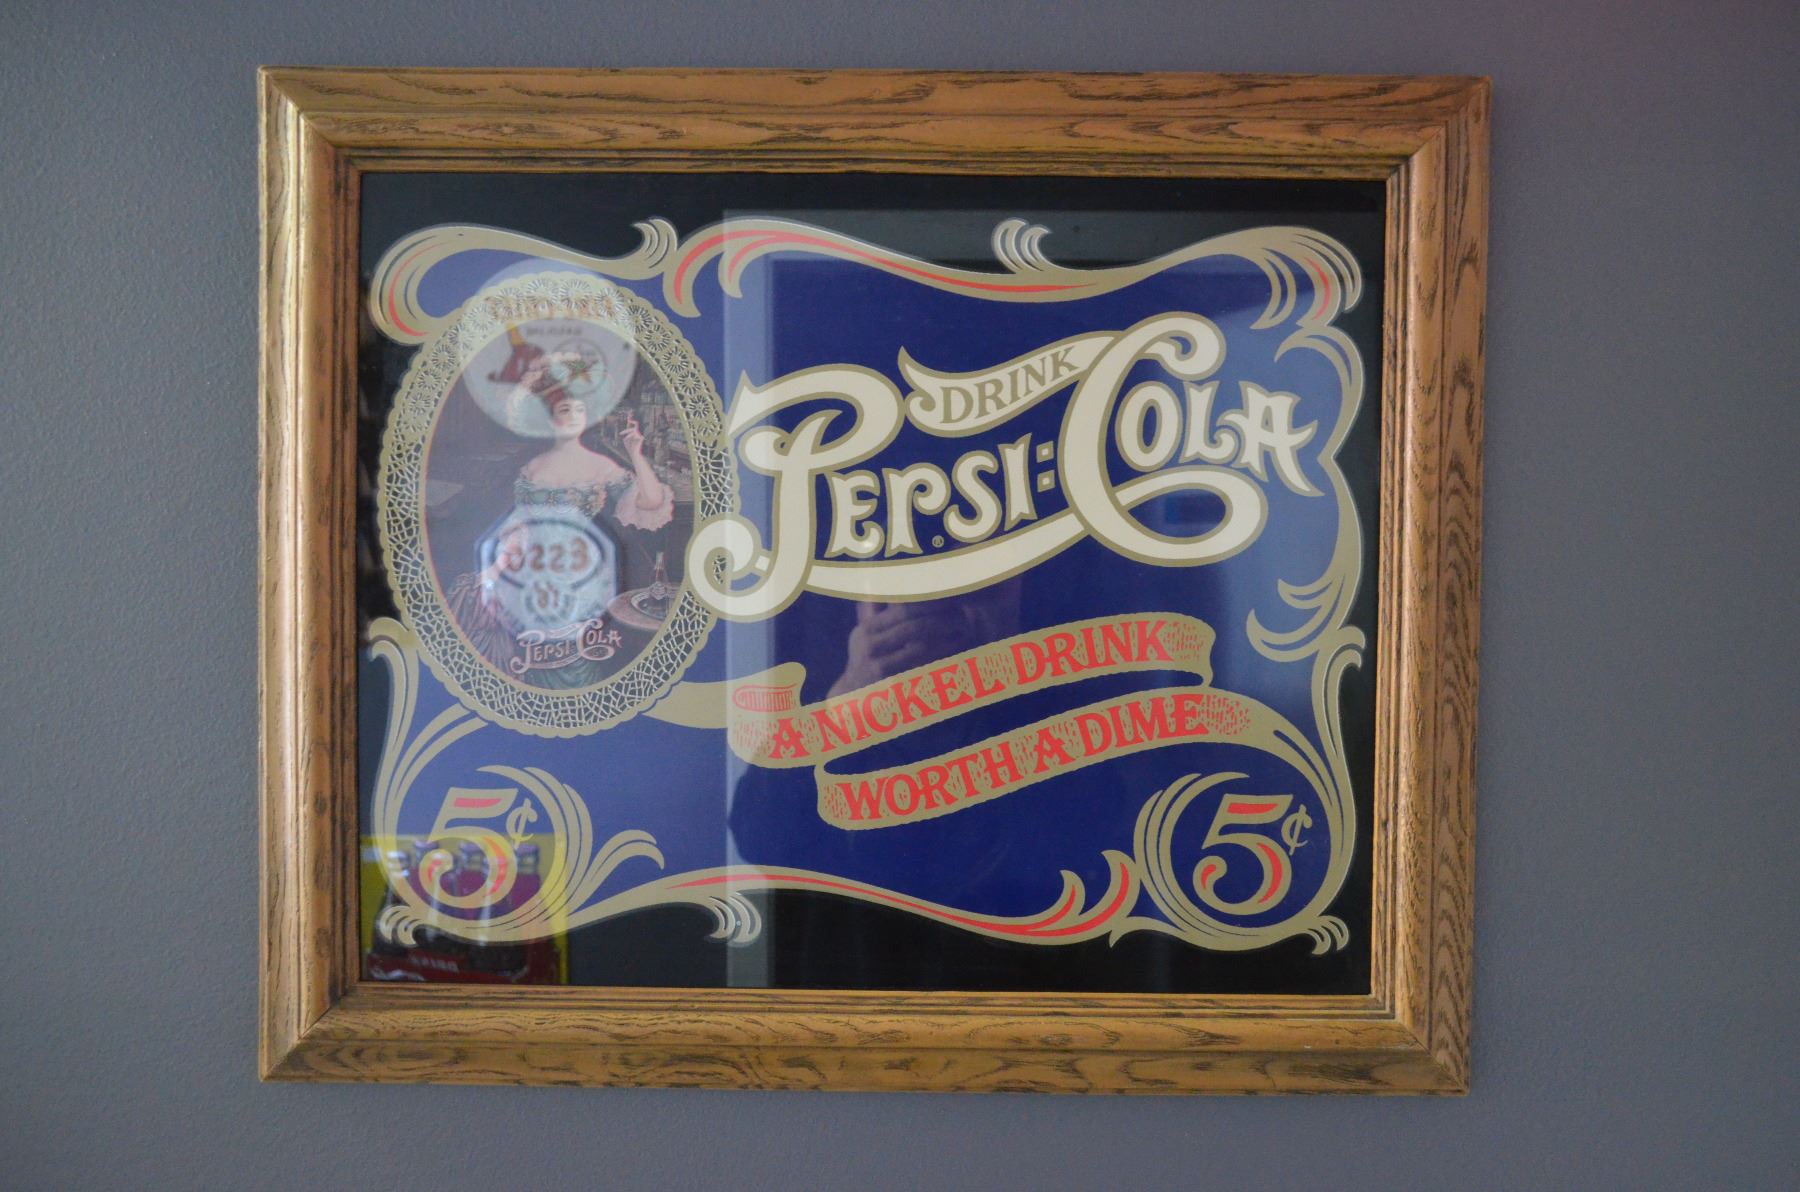 DRINK
PEPSI:COLA
®
PEPSI:COLA
A NICKEL DRINK
WORTH A DIME
5¢
5¢